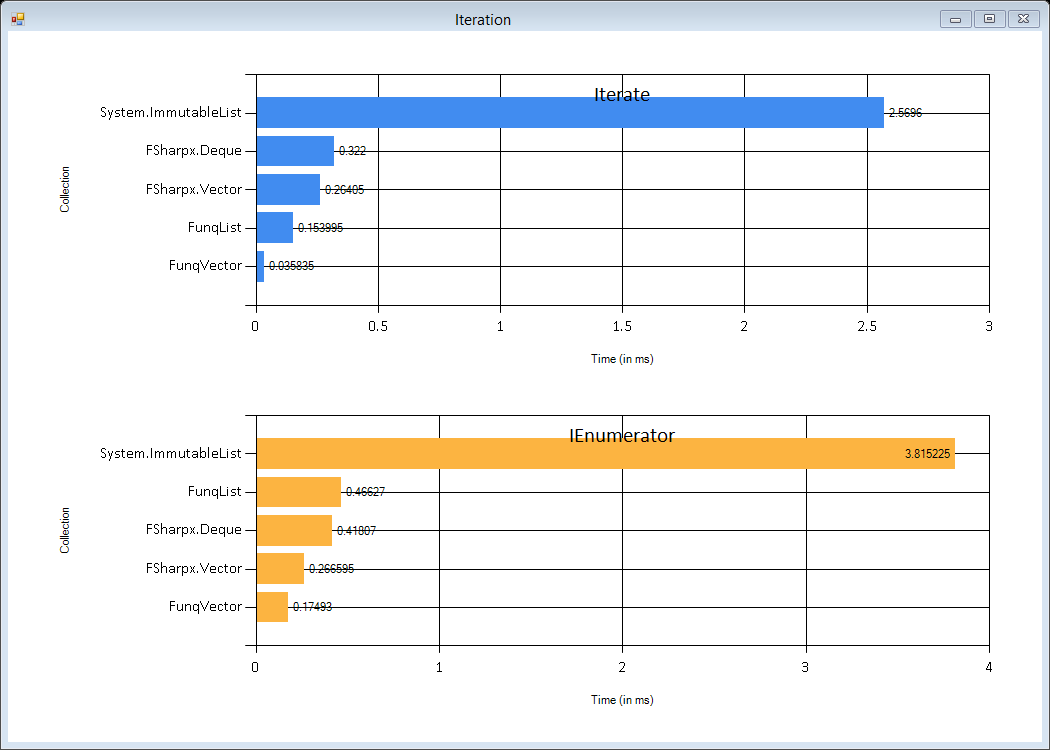 Iteration
Iterate
System.ImmutableList 2.5696
FSharpx.Deque 0.322
FSharpx.Vector 0.26405
FunqList 0.153995
FunqVector 0.035835
Collection
0 0.5 1 1.5 2 2.5 3
Time (in ms)
IEnumerator
System.ImmutableList 3.815225
FunqList 0.46627
FSharpx.Deque 0.41807
FSharpx.Vector 0.266595
FunqVector 0.17493
Collection
0 1 2 3 4
Time (in ms)